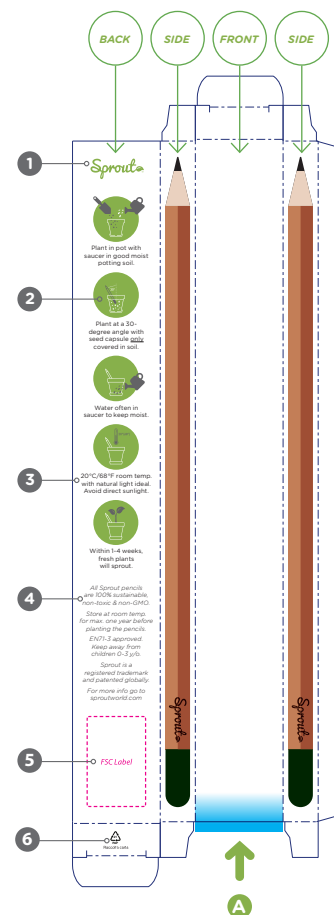 BACK
SIDE
FRONT
SIDE
1
Sprout
Plant in pot with
saucer in good moist
potting soil.
2
Plant at a 30-
degree angle with
seed capsule only
covered in soil.
Water often in
saucer to keep moist.
3
20°C/68°F room temp.
with natural light ideal.
Avoid direct sunlight.
Within 1-4 weeks,
fresh plants
will sprout.
4
All Sprout pencils
are 100% sustainable,
non-toxic & non-GMO.
Store at room temp.
for max. one year before
planting the pencils.
EN71-3 approved.
Keep away from
children 0-3 y/o.
Sprout is a
registered trademark
and patented globally.
For more info go to
sproutworld.com
5
FSC Label
6
Raccolta carta
Sprout
Sprout
A